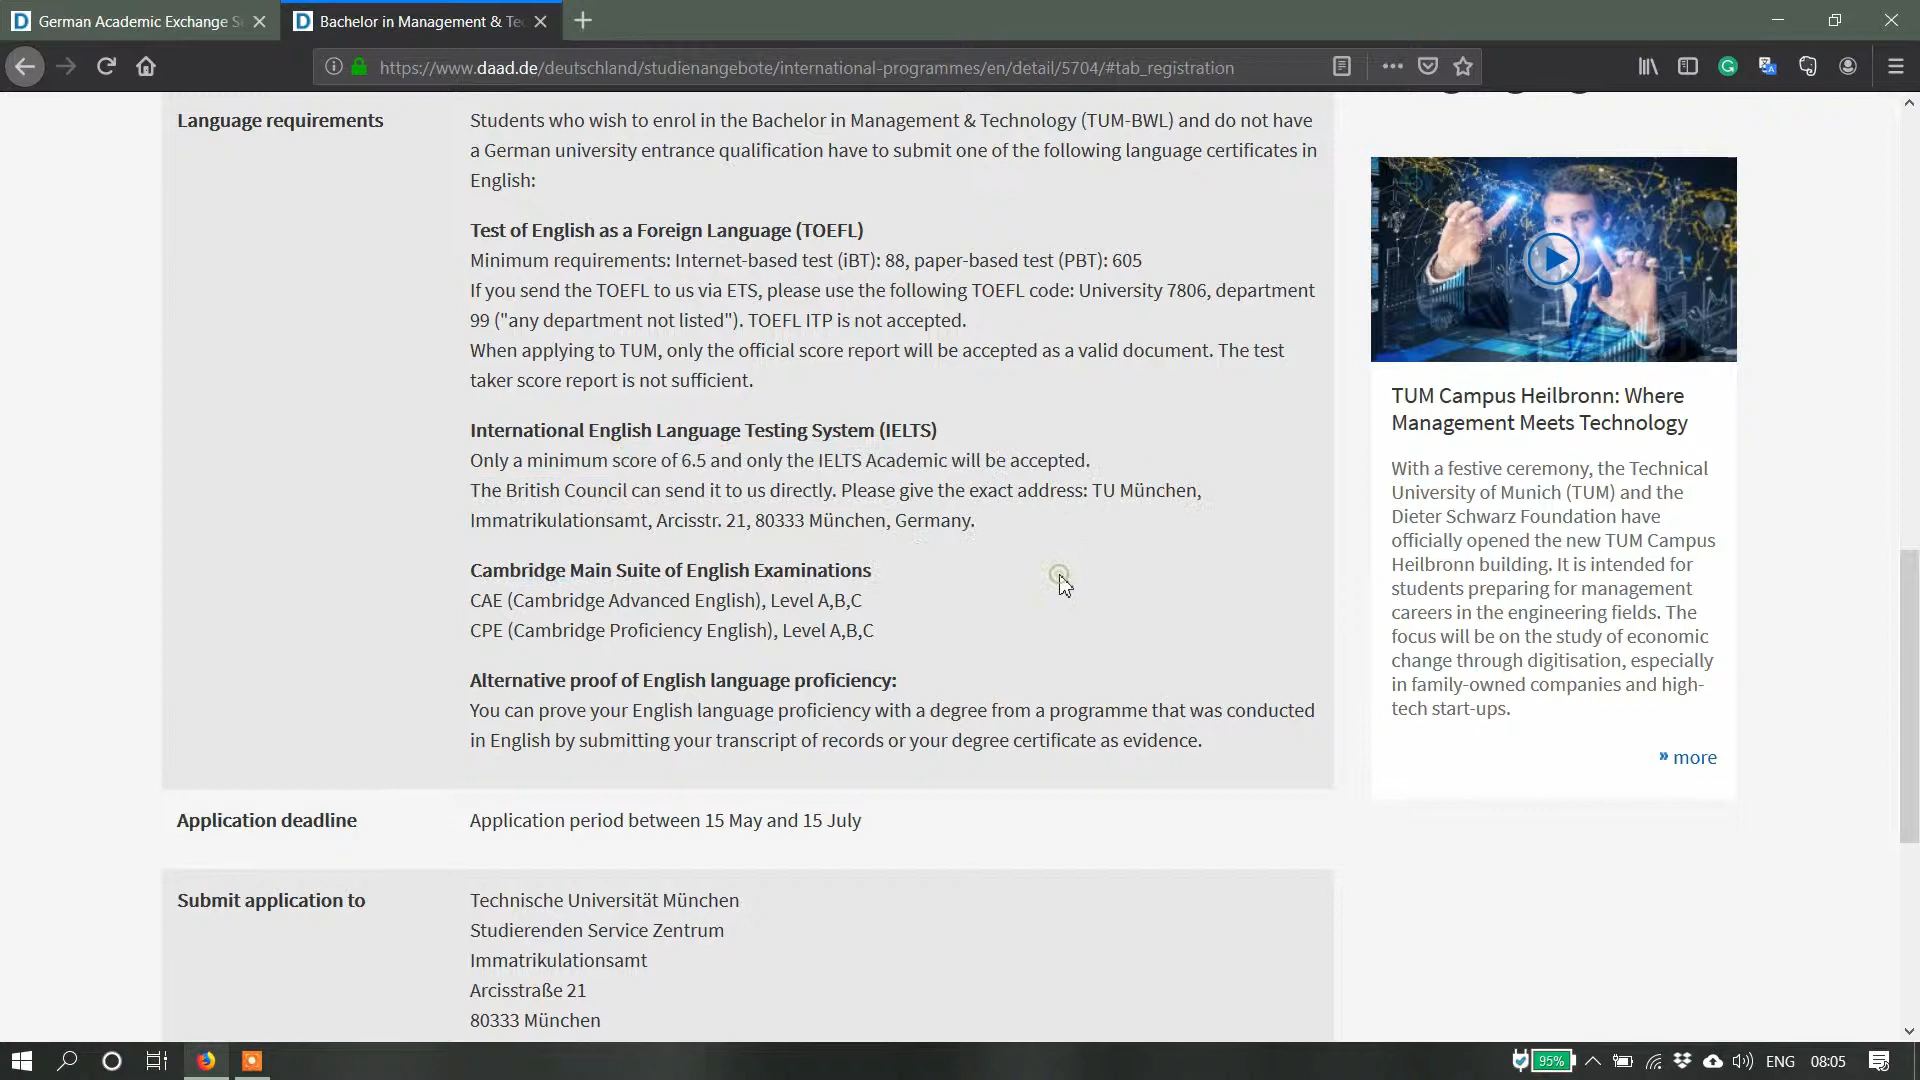 German Academic Exchange S
Bachelor in Management & Tec
https://www.daad.de/deutschland/studienangebote/international-programmes/en/detail/5704/#tab_registration
Language requirements
Students who wish to enrol in the Bachelor in Management & Technology (TUM-BWL) and do not have
a German university entrance qualification have to submit one of the following language certificates in
English:
Test of English as a Foreign Language (TOEFL)
Minimum requirements: Internet-based test (iBT): 88, paper-based test (PBT): 605
If you send the TOEFL to us via ETS, please use the following TOEFL code: University 7806, department
99 ("any department not listed"). TOEFL ITP is not accepted.
When applying to TUM, only the official score report will be accepted as a valid document. The test
taker score report is not sufficient.
International English Language Testing System (IELTS)
Only a minimum score of 6.5 and only the IELTS Academic will be accepted.
The British Council can send it to us directly. Please give the exact address: TU München,
Immatrikulationsamt, Arcisstr. 21, 80333 München, Germany.
Cambridge Main Suite of English Examinations
CAE (Cambridge Advanced English), Level A,B,C
CPE (Cambridge Proficiency English), Level A,B,C
Alternative proof of English language proficiency:
You can prove your English language proficiency with a degree from a programme that was conducted
in English by submitting your transcript of records or your degree certificate as evidence.
Application deadline
Application period between 15 May and 15 July
Submit application to
Technische Universität München
Studierenden Service Zentrum
Immatrikulationsamt
Arcisstraße 21
80333 München
TUM Campus Heilbronn: Where
Management Meets Technology
With a festive ceremony, the Technical
University of Munich (TUM) and the
Dieter Schwarz Foundation have
officially opened the new TUM Campus
Heilbronn building. It is intended for
students preparing for management
careers in the engineering fields. The
focus will be on the study of economic
change through digitisation, especially
in family-owned companies and high-
tech start-ups.
» more
95%
ENG
08:05